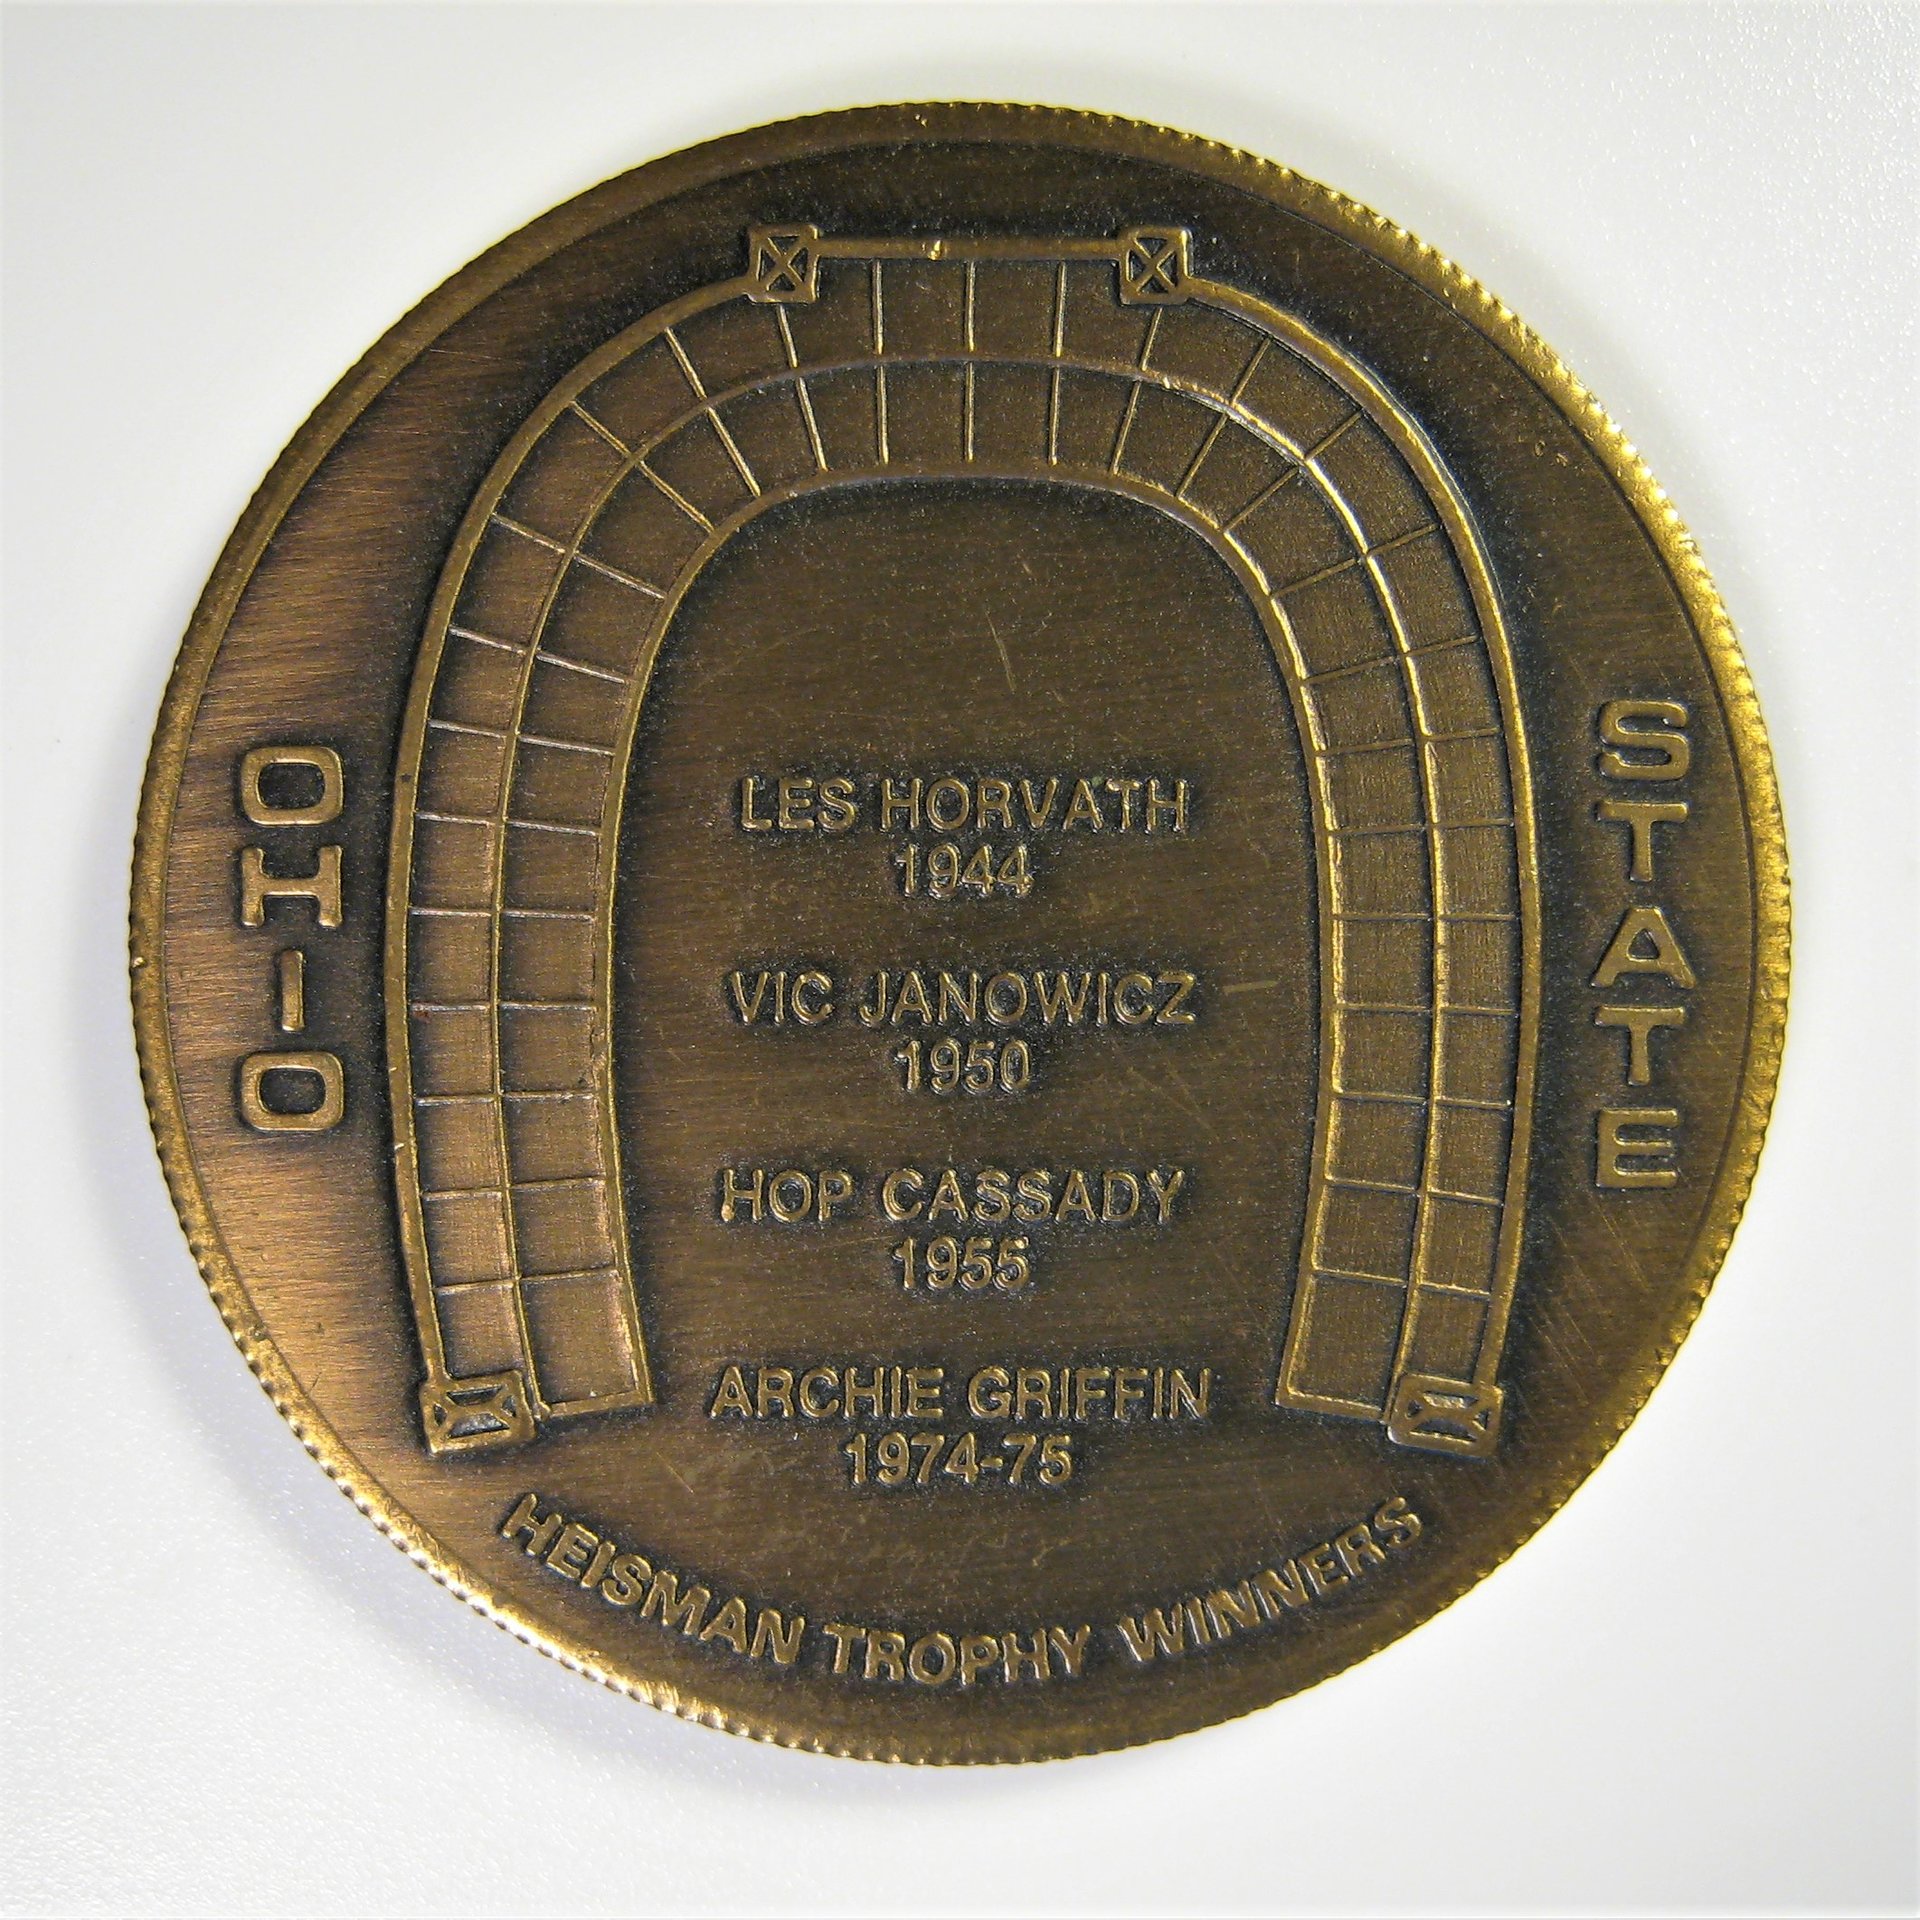 OHIO
STATE
LES HORVATH
1944
VIC JANOWICZ
1950
HOP CASSADY
1955
ARCHIE GRIFFIN
1974-75
HEISMAN TROPHY WINNERS